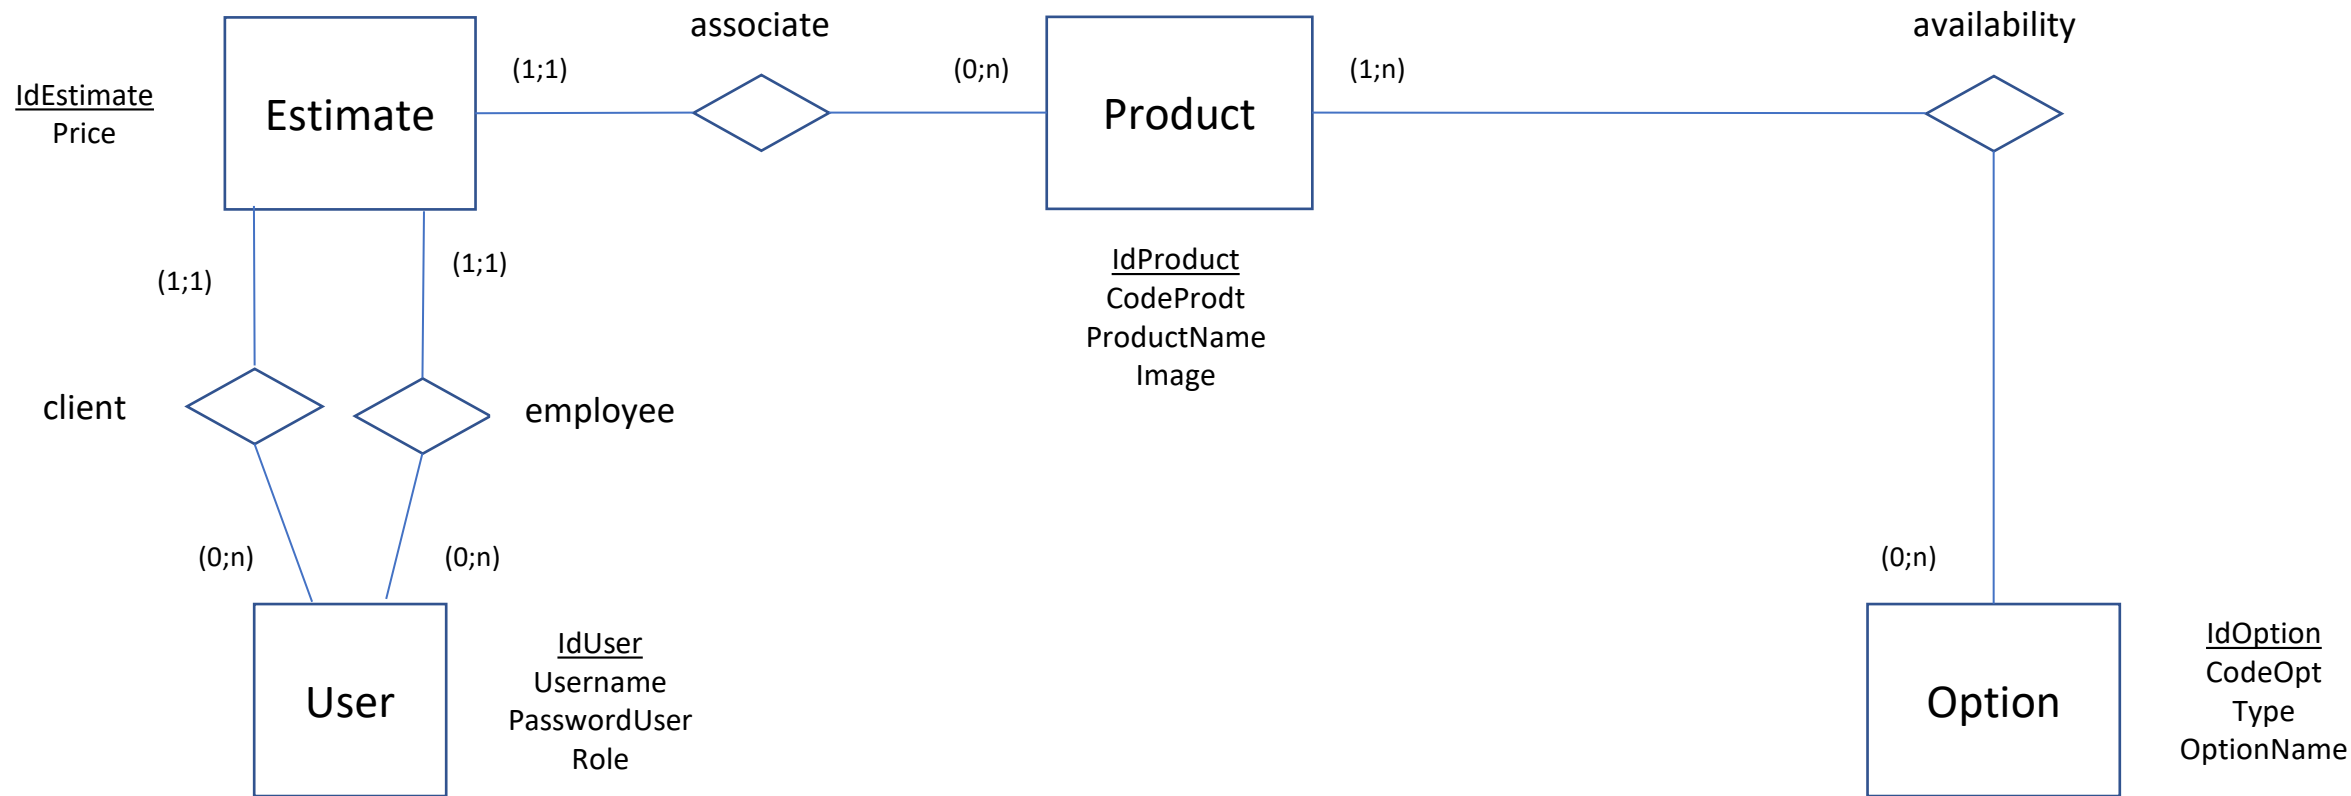 associate
availability
(1;1)
(0;n)
(1;n)
IdEstimate
Price
Estimate
Product
(1;1)
(1;1)
IdProduct
CodeProdt
ProductName
Image
client
employee
(0;n)
(0;n)
(0;n)
User
IdUser
Username
PasswordUser
Role
Option
IdOption
CodeOpt
Type
OptionName